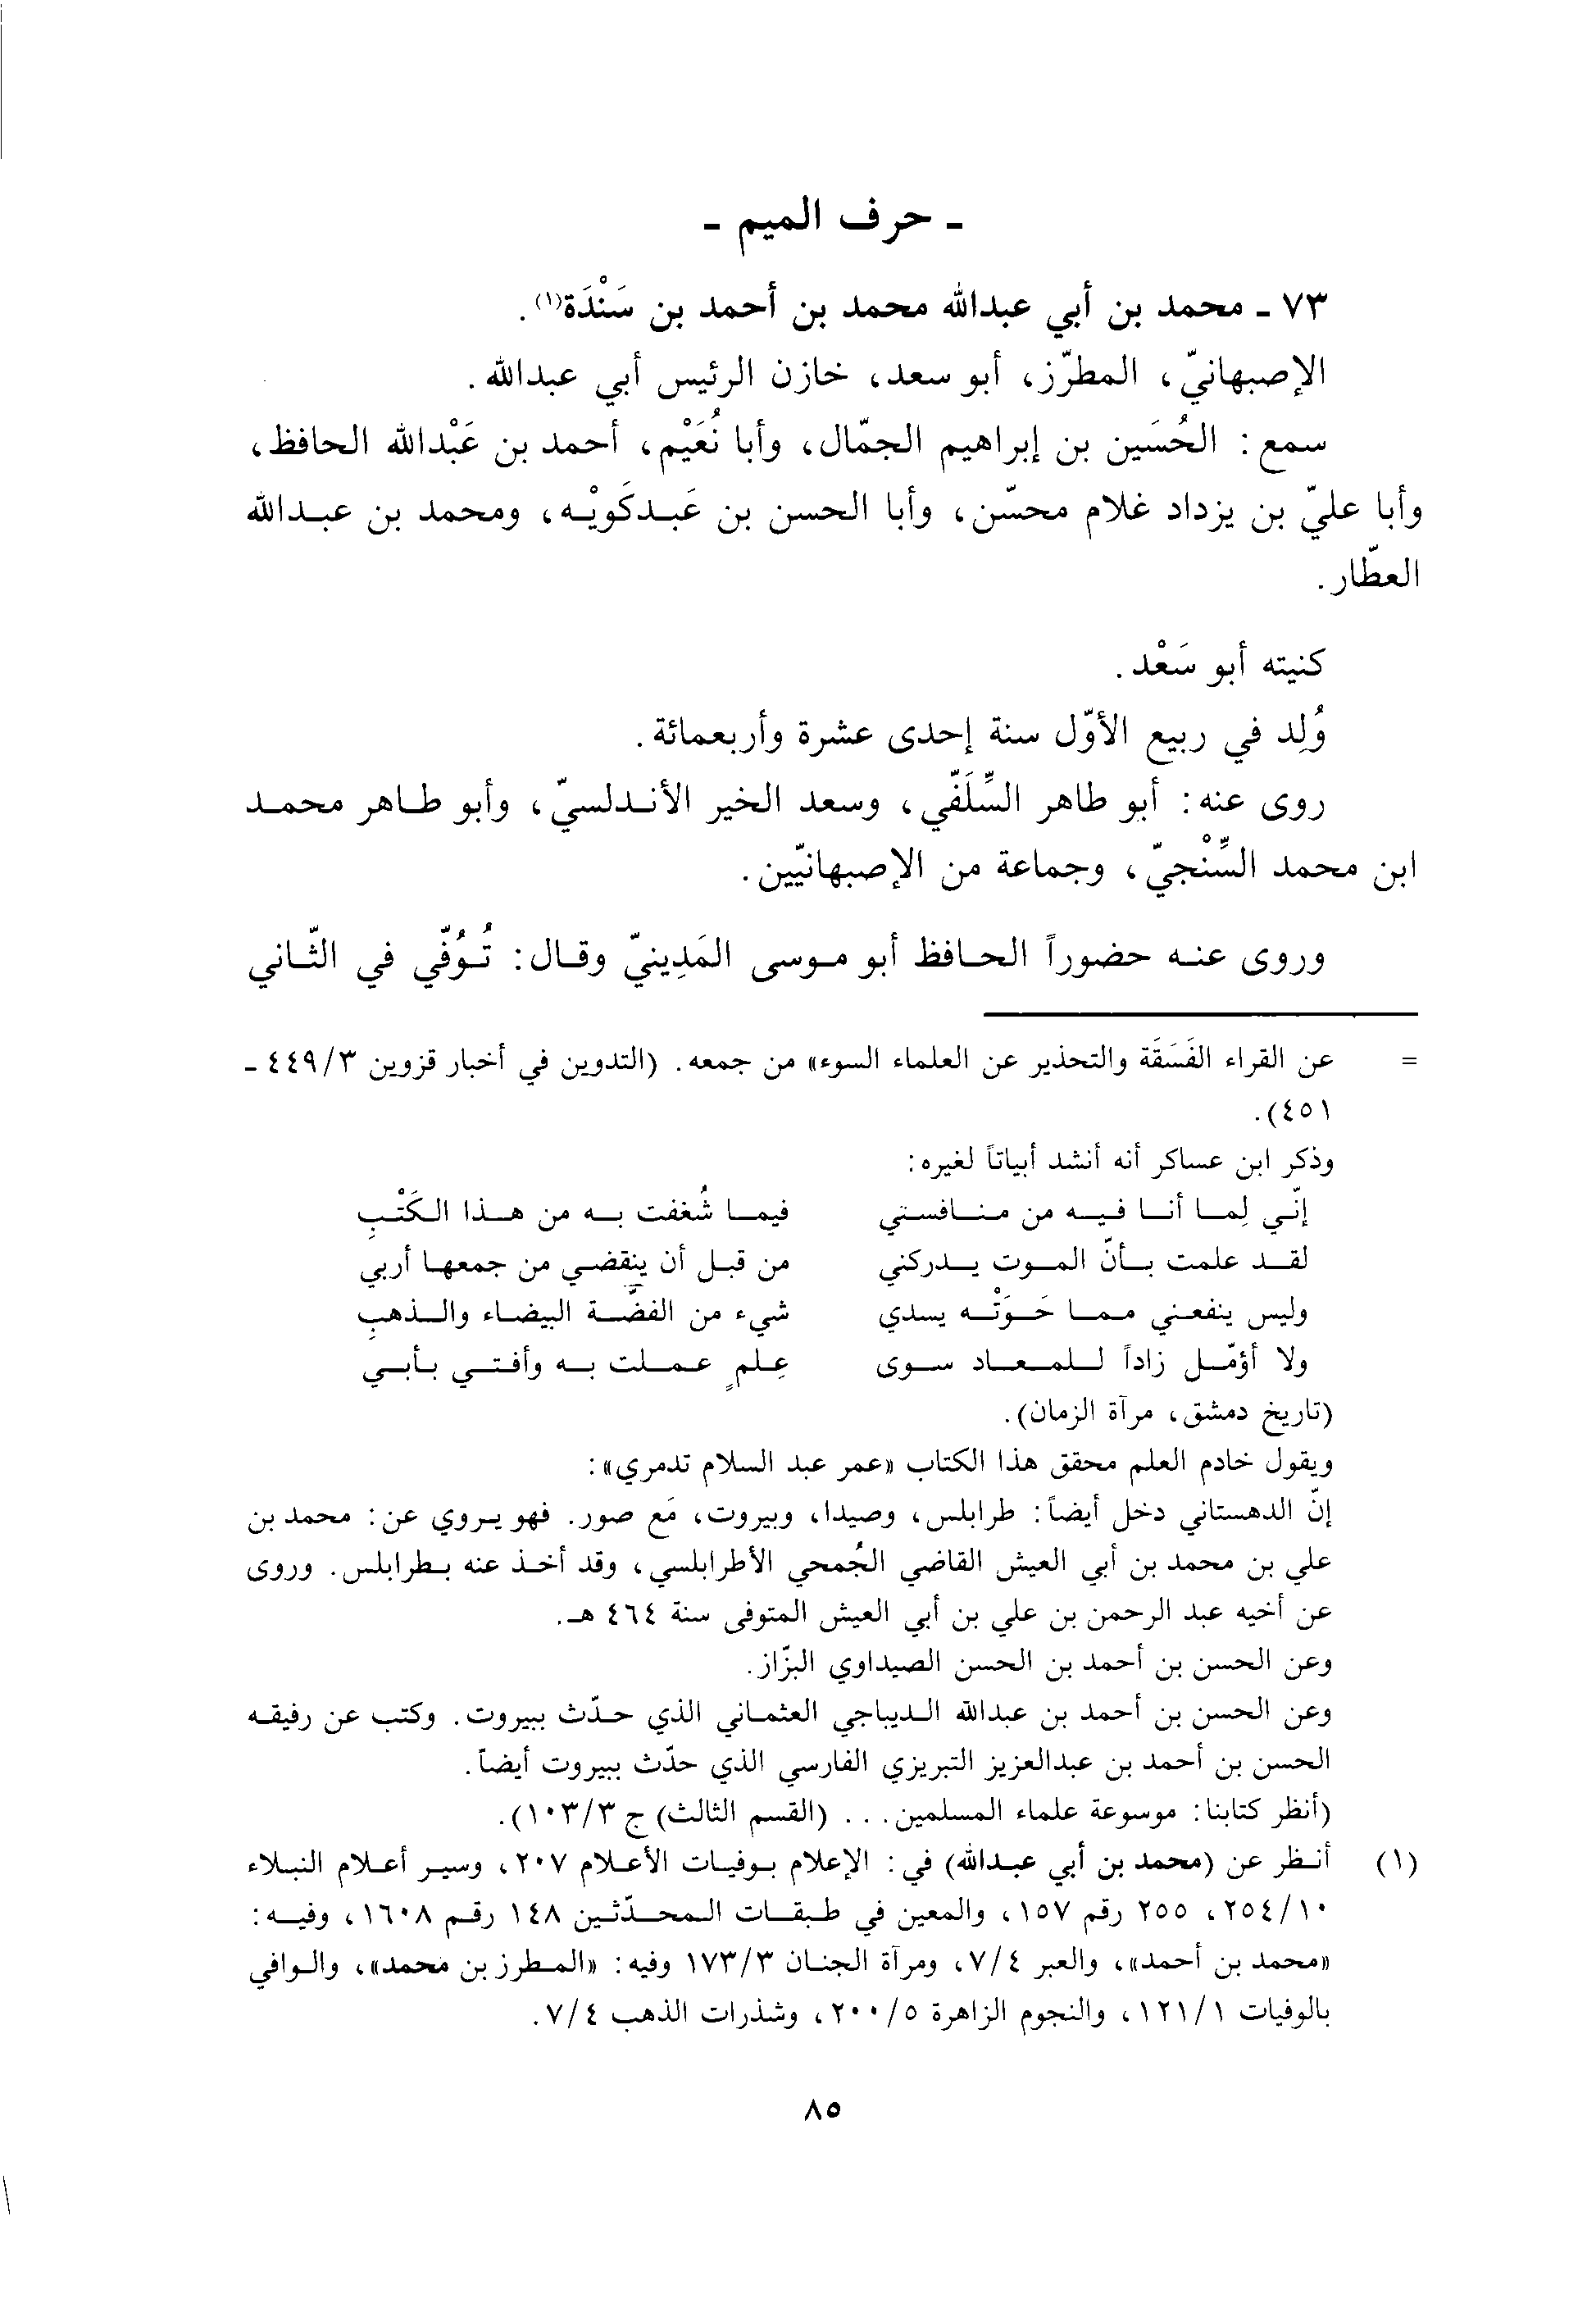 ـ حرف الميم ـ
٧٣ ـ محمد بن أبي عبدالله محمد بن أحمد بن سَنْدَة(١).
الإصبهانيّ، المطرّز، أبو سعد، خازن الرئيس أبي عبدالله.
سمع: الحُسَين بن إبراهيم الجمّال، وأبا نُعَيْم، أحمد بن عَبْدالله الحافظ،
وأبا عليّ بن يزداد غلام محسّن، وأبا الحسن بن عَبدكَويْه، ومحمد بن عبدالله
العطّار.
كنيته أبو سَعْد.
وُلِد في ربيع الأوّل سنة إحدى عشرة وأربعمائة.
روى عنه: أبو طاهر السِّلَفّي، وسعد الخير الأندلسيّ، وأبو طاهر محمد
ابن محمد السِّنْجيّ، وجماعة من الإصبهانيّين.
وروى عنه حضوراً الحافظ أبو موسى المَدِينيّ وقال: تُوُفّي في الثّاني
= عن القراء الفَسَقَة والتحذير عن العلماء السوء» من جمعه. (التدوين في أخبار قزوين ٣/٤٤٩ ـ
٤٥١).
وذكر ابن عساكر أنه أنشد أبياتاً لغيره:
إنّي لِما أنا فيه من منافستي فيما شُغفت به من هذا الكَتْبِ
لقد علمت بأنّ الموت يدركني من قبل أن ينقضي من جمعها أربي
وليس ينفعني مما حَوَتْه يسدي شيء من الفضّة البيضاء والذهبِ
ولا أؤمّل زاداً للمعاد سوى عِلمٍ عملت به وأفتي بأبي
(تاريخ دمشق، مرآة الزمان).
ويقول خادم العلم محقق هذا الكتاب «عمر عبد السلام تدمري»:
إنّ الدهستاني دخل أيضاً: طرابلس، وصيدا، وبيروت، مَع صور. فهو يروي عن: محمد بن
علي بن محمد بن أبي العيش القاضي الجُمحي الأطرابلسي، وقد أخذ عنه بطرابلس. وروى
عن أخيه عبد الرحمن بن علي بن أبي العيش المتوفى سنة ٤٦٤ هـ.
وعن الحسن بن أحمد بن الحسن الصيداوي البزّاز.
وعن الحسن بن أحمد بن عبدالله الديباجي العثماني الذي حدّث ببيروت. وكتب عن رفيقه
الحسن بن أحمد بن عبدالعزيز التبريزي الفارسي الذي حدّث ببيروت أيضاً.
(أنظر كتابنا: موسوعة علماء المسلمين... (القسم الثالث) ج ٣/١٠٣).
(١) أنظر عن (محمد بن أبي عبدالله) في: الإعلام بوفيات الأعلام ٢٠٧، وسير أعلام النبلاء
٢٥٤/١٠، ٢٥٥ رقم ١٥٧، والمعين في طبقات المحدّثين ١٤٨ رقم ١٦٠٨، وفيه:
«محمد بن أحمد»، والعبر ٧/٤، ومرآة الجنان ١٧٣/٣ وفيه: «المطرز بن محمد»، والوافي
بالوفيات ١٢١/١، والنجوم الزاهرة ٢٠٠/٥، وشذرات الذهب ٧/٤.
٨٥